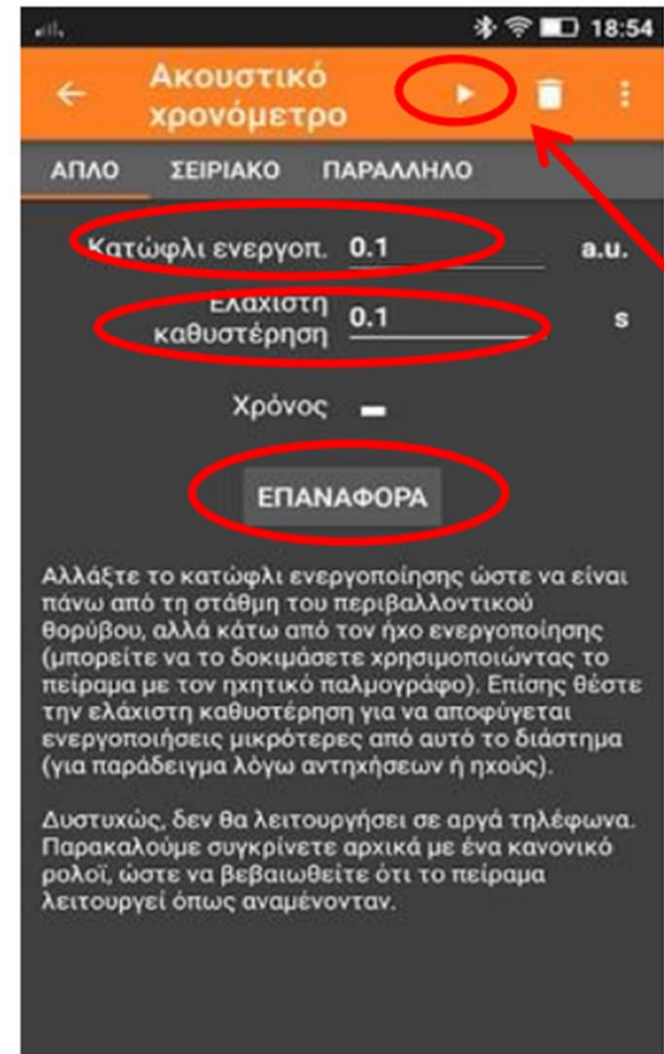 18:54
Ακουστικό
χρονόμετρο
ΑΠΛΟ ΣΕΙΡΙΑΚΟ ΠΑΡΑΛΛΗΛΟ
Κατώφλι ενεργοπ. 0.1 a.u.
Ελάχιστη
καθυστέρηση 0.1 s
Χρόνος -
ΕΠΑΝΑΦΟΡΑ
Αλλάξτε το κατώφλι ενεργοποίησης ώστε να είναι
πάνω από τη στάθμη του περιβαλλοντικού
θορύβου, αλλά κάτω από τον ήχο ενεργοποίησης
(μπορείτε να το δοκιμάσετε χρησιμοποιώντας το
πείραμα με τον ηχητικό παλμογράφο). Επίσης θέστε
την ελάχιστη καθυστέρηση για να αποφύγεται
ενεργοποιήσεις μικρότερες από αυτό το διάστημα
(για παράδειγμα λόγω αντηχήσεων ή ηχούς).
Δυστυχώς, δεν θα λειτουργήσει σε αργά τηλέφωνα.
Παρακαλούμε συγκρίνετε αρχικά με ένα κανονικό
ρολοϊ, ώστε να βεβαιωθείτε ότι το πείραμα
λειτουργεί όπως αναμένονταν.